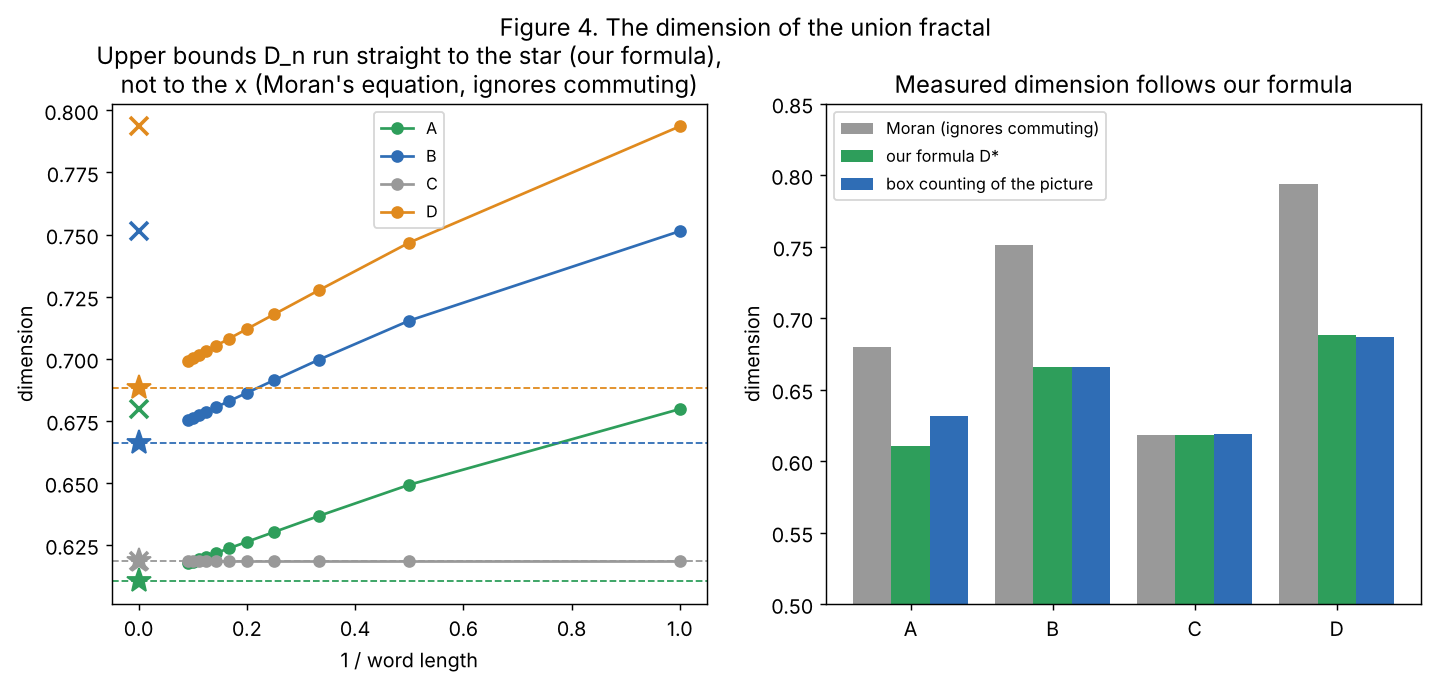 Figure 4. The dimension of the union fractal
Upper bounds D_n run straight to the star (our formula),
not to the x (Moran's equation, ignores commuting)
0.800
0.775
0.750
0.725
0.700
0.675
0.650
0.625
dimension
A
B
C
D
0.0
0.2
0.4
0.6
0.8
1.0
1 / word length
Measured dimension follows our formula
0.85
0.80
0.75
0.70
0.65
0.60
0.55
0.50
dimension
Moran (ignores commuting)
our formula D*
box counting of the picture
A
B
C
D